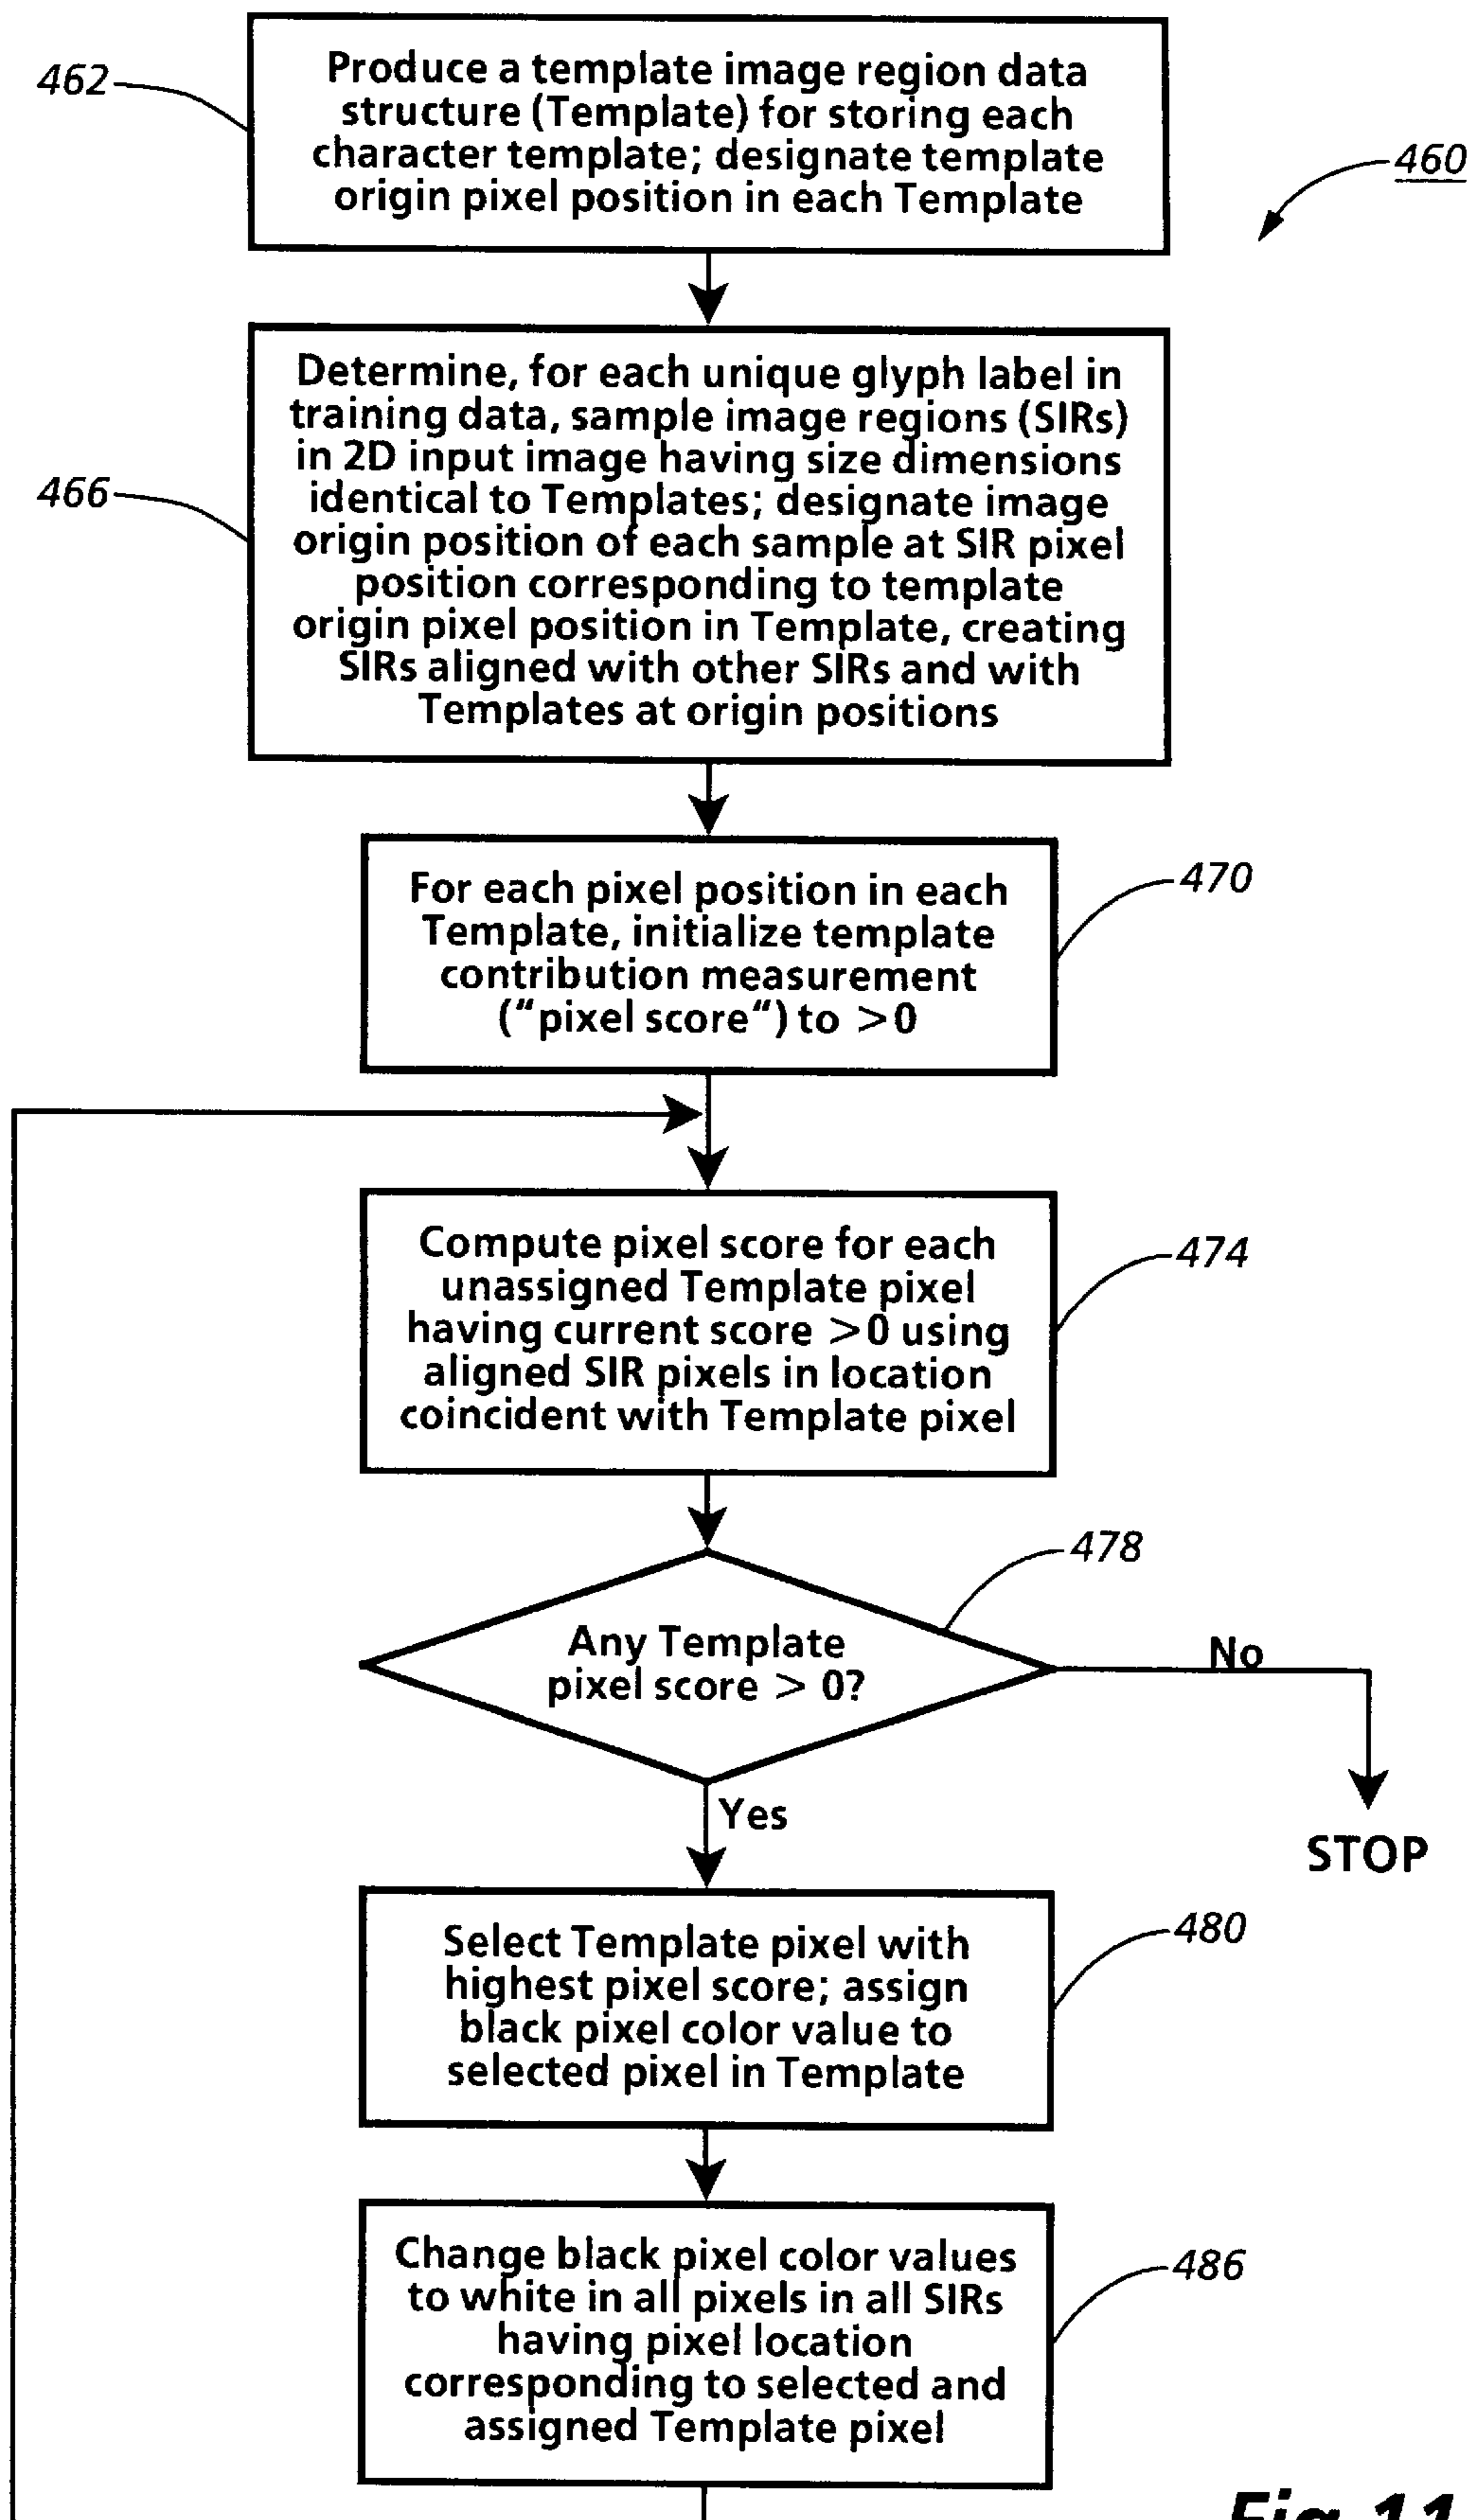 462
Produce a template image region data
structure (Template) for storing each
character template; designate template
origin pixel position in each Template
460
Determine, for each unique glyph label in
training data, sample image regions (SIRs)
in 2D input image having size dimensions
identical to Templates; designate image
origin position of each sample at SIR pixel
position corresponding to template
origin pixel position in Template, creating
SIRs aligned with other SIRs and with
Templates at origin positions
466
For each pixel position in each
Template, initialize template
contribution measurement
(“pixel score“) to >0
470
Compute pixel score for each
unassigned Template pixel
having current score >0 using
aligned SIR pixels in location
coincident with Template pixel
474
478
Any Template
pixel score > 0?
No
Yes
STOP
Select Template pixel with
highest pixel score; assign
black pixel color value to
selected pixel in Template
480
Change black pixel color values
to white in all pixels in all SIRs
having pixel location
corresponding to selected and
assigned Template pixel
486
Fig. 11